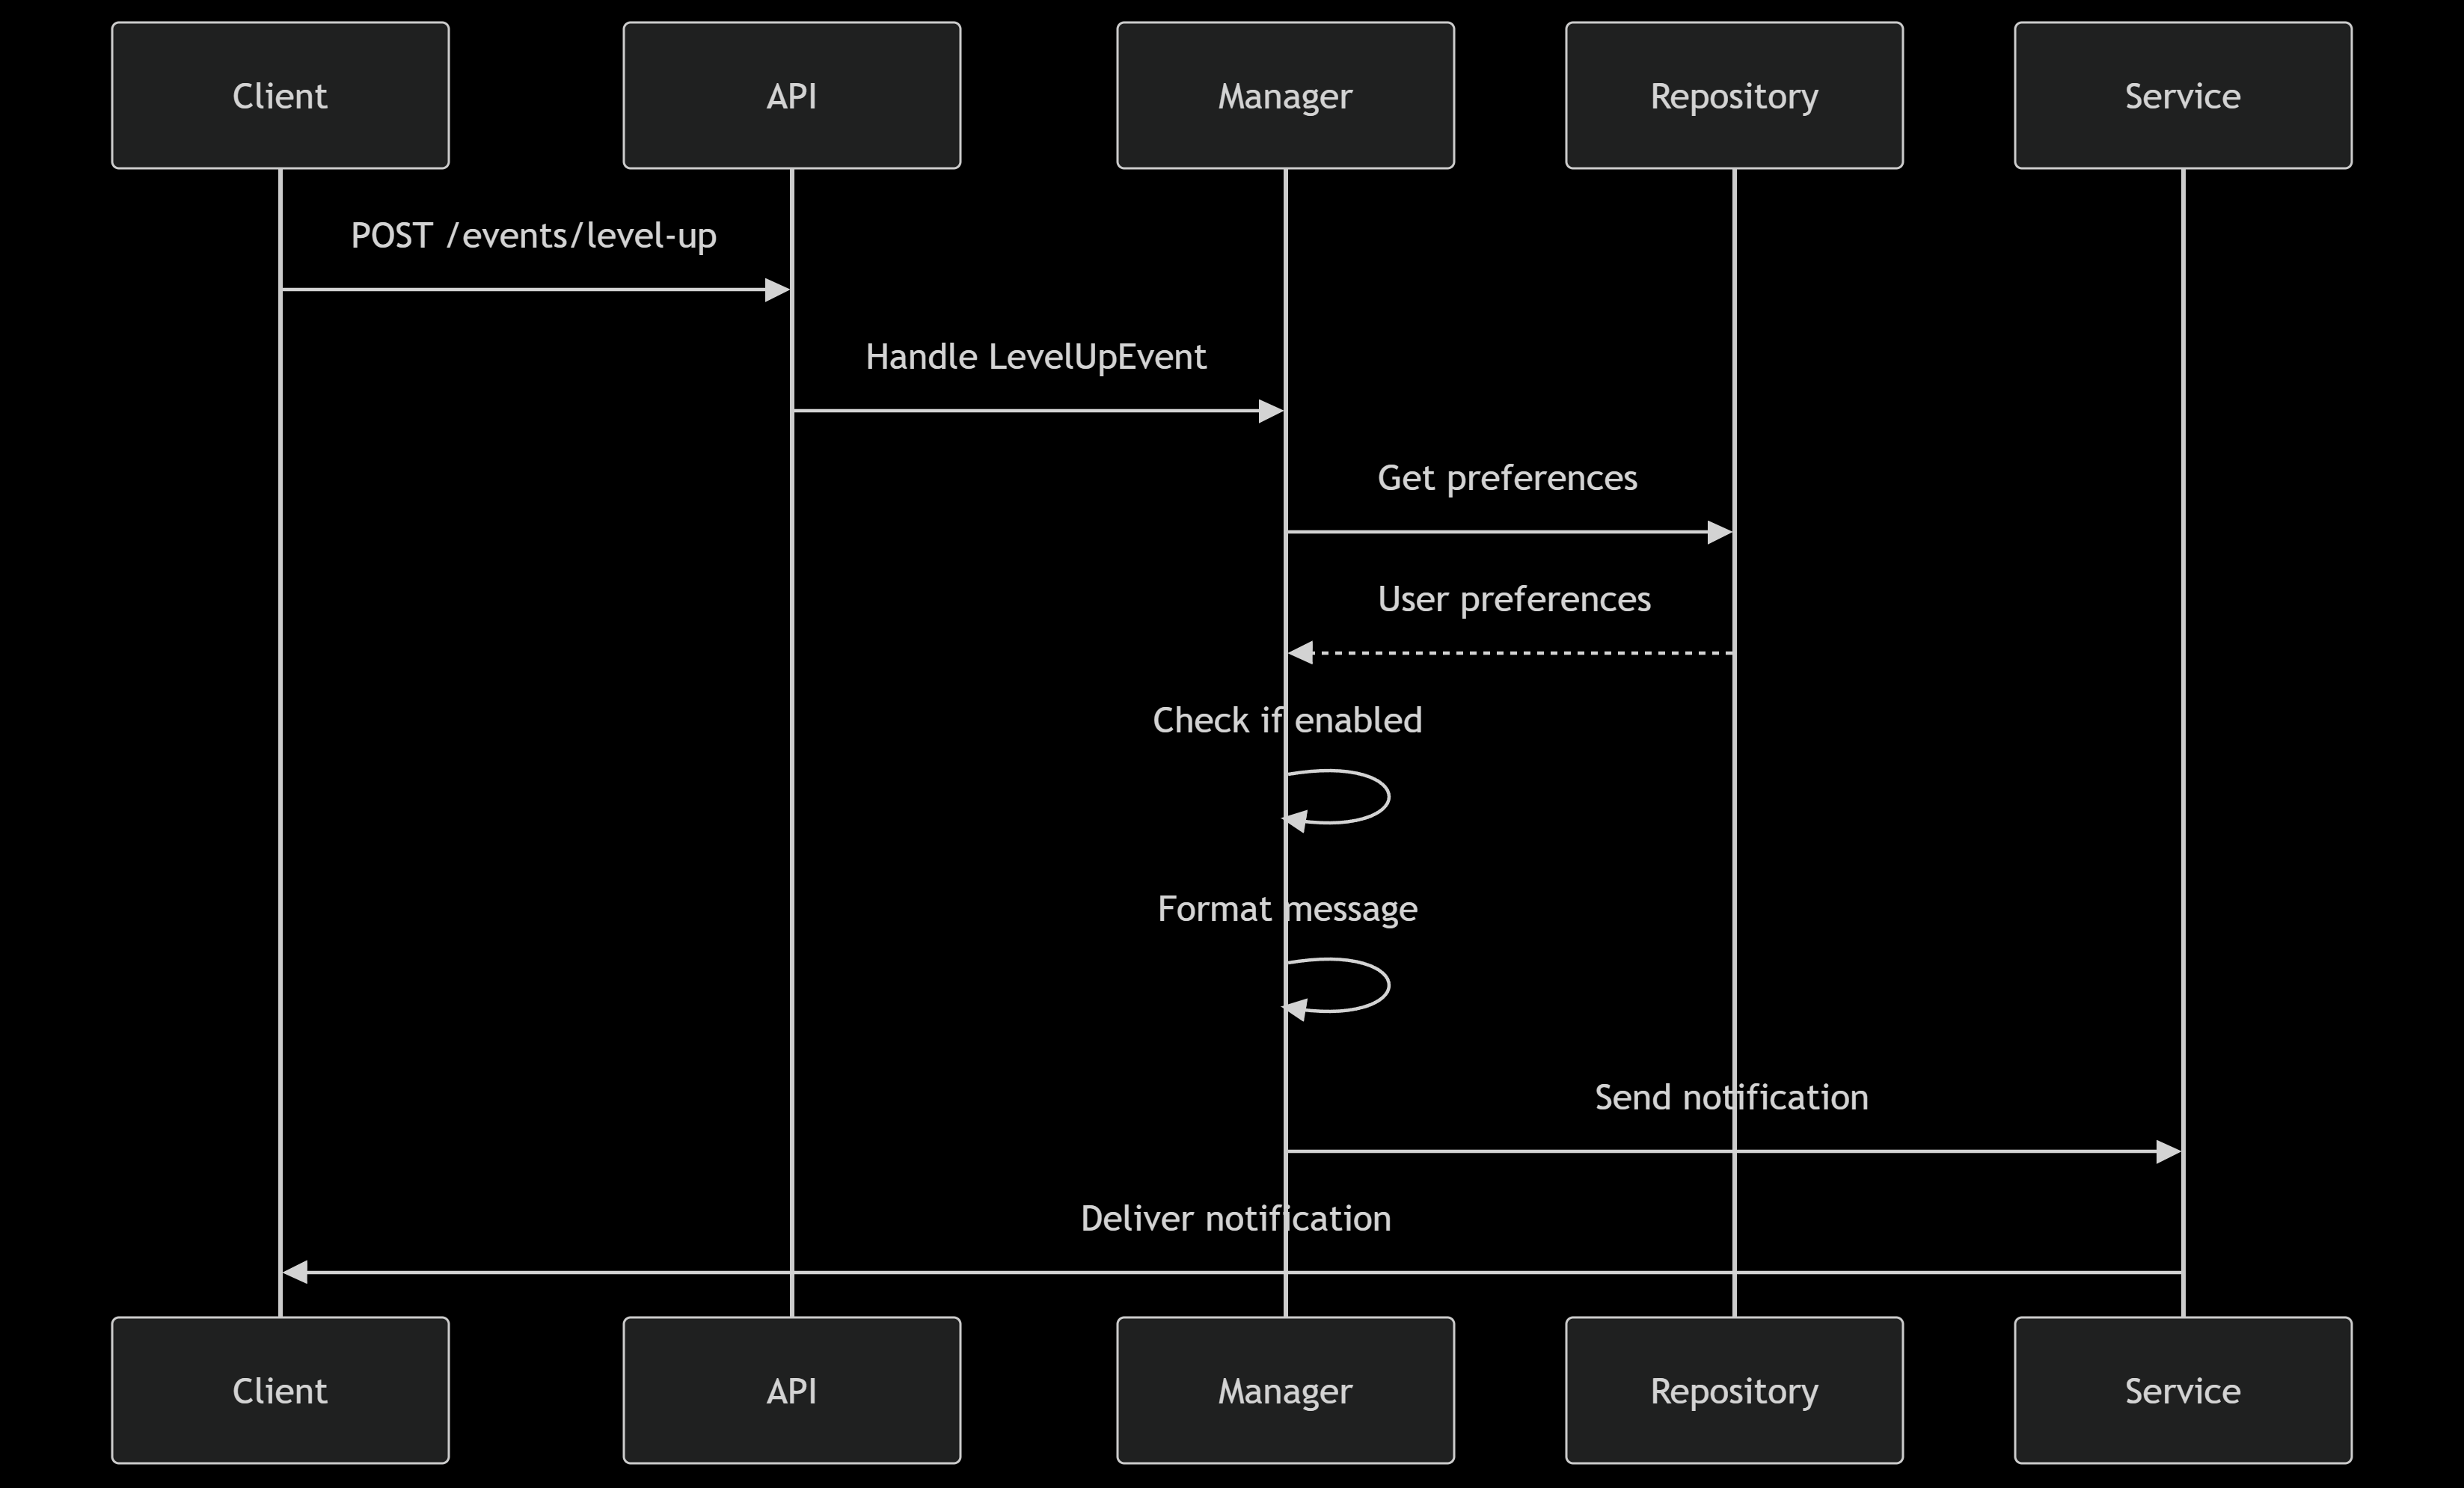 Client
API
Manager
Repository
Service
POST /events/level-up
Handle LevelUpEvent
Get preferences
User preferences
Check if enabled
Format message
Send notification
Deliver notification
Client
API
Manager
Repository
Service